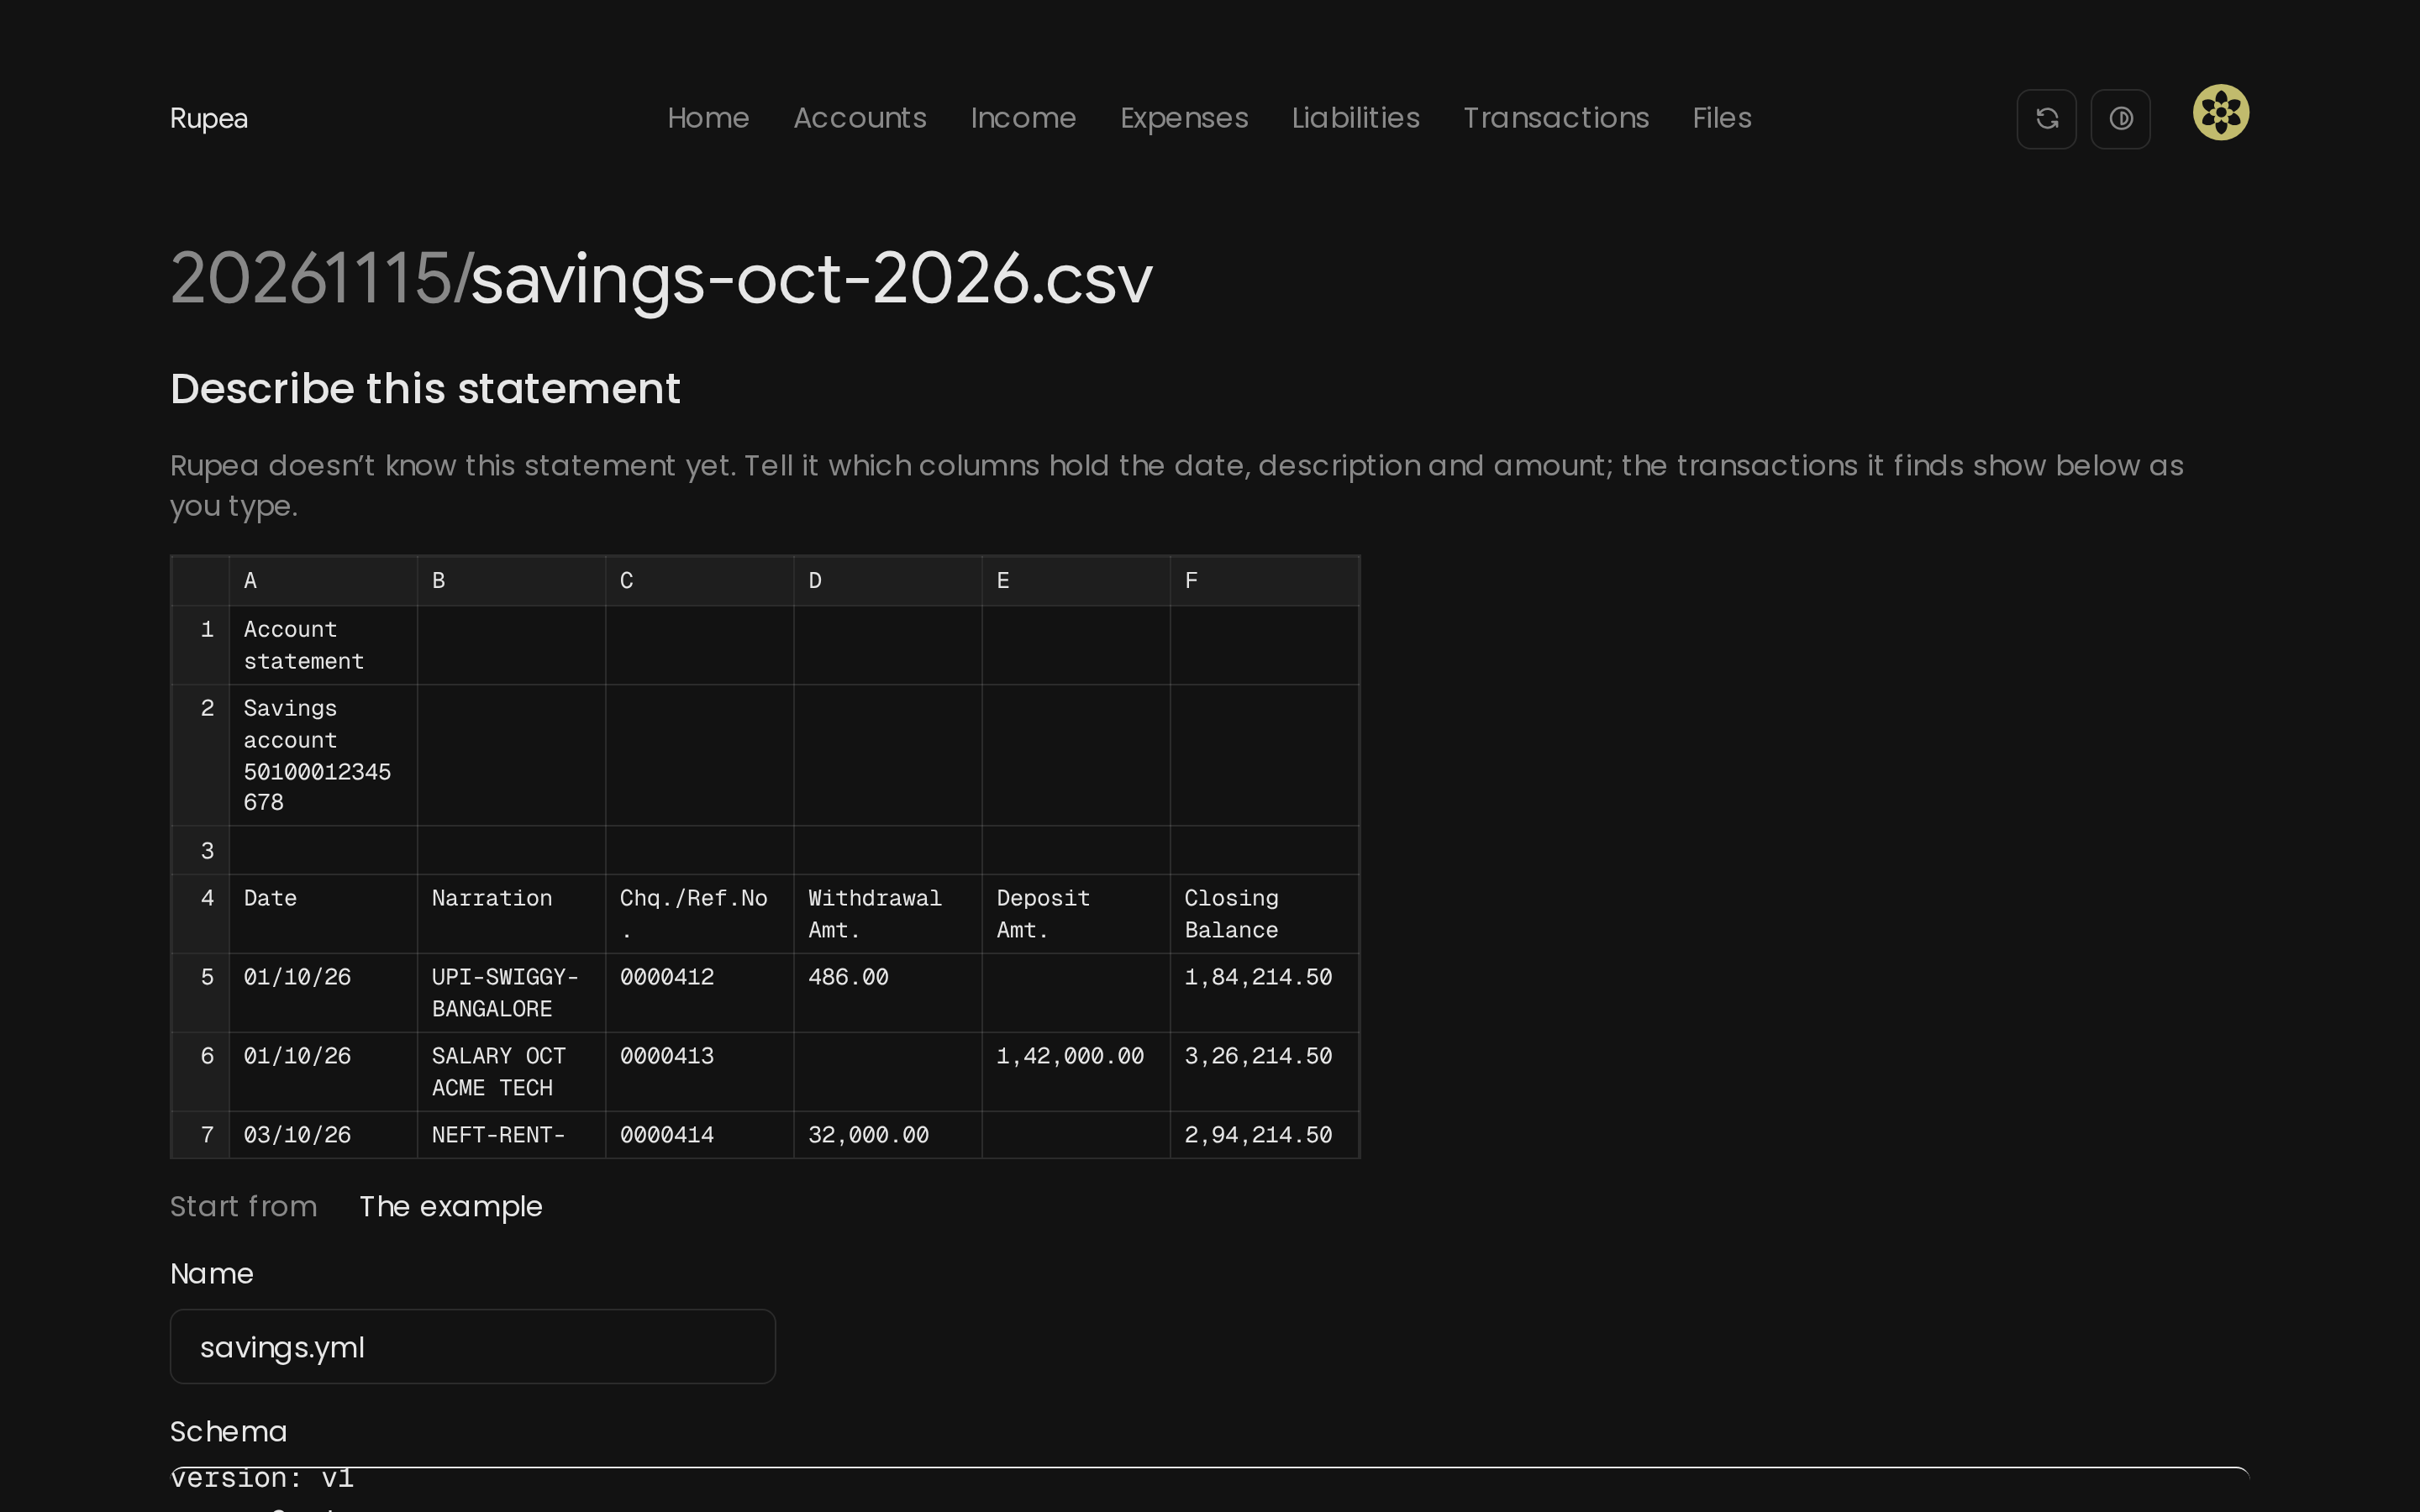 Rupea
Home Accounts Income Expenses Liabilities Transactions Files
20261115/savings-oct-2026.csv
Describe this statement
Rupea doesn’t know this statement yet. Tell it which columns hold the date, description and amount; the transactions it finds show below as
you type.
A B C D E F
1 Account
statement
2 Savings
account
50100012345
678
3
4 Date Narration Chq./Ref.No Withdrawal Deposit Closing
. Amt. Amt. Balance
5 01/10/26 UPI-SWIGGY- 0000412 486.00 1,84,214.50
BANGALORE
6 01/10/26 SALARY OCT 0000413 1,42,000.00 3,26,214.50
ACME TECH
7 03/10/26 NEFT-RENT- 0000414 32,000.00 2,94,214.50
Start from The example
Name
savings.yml
Schema
version: v1